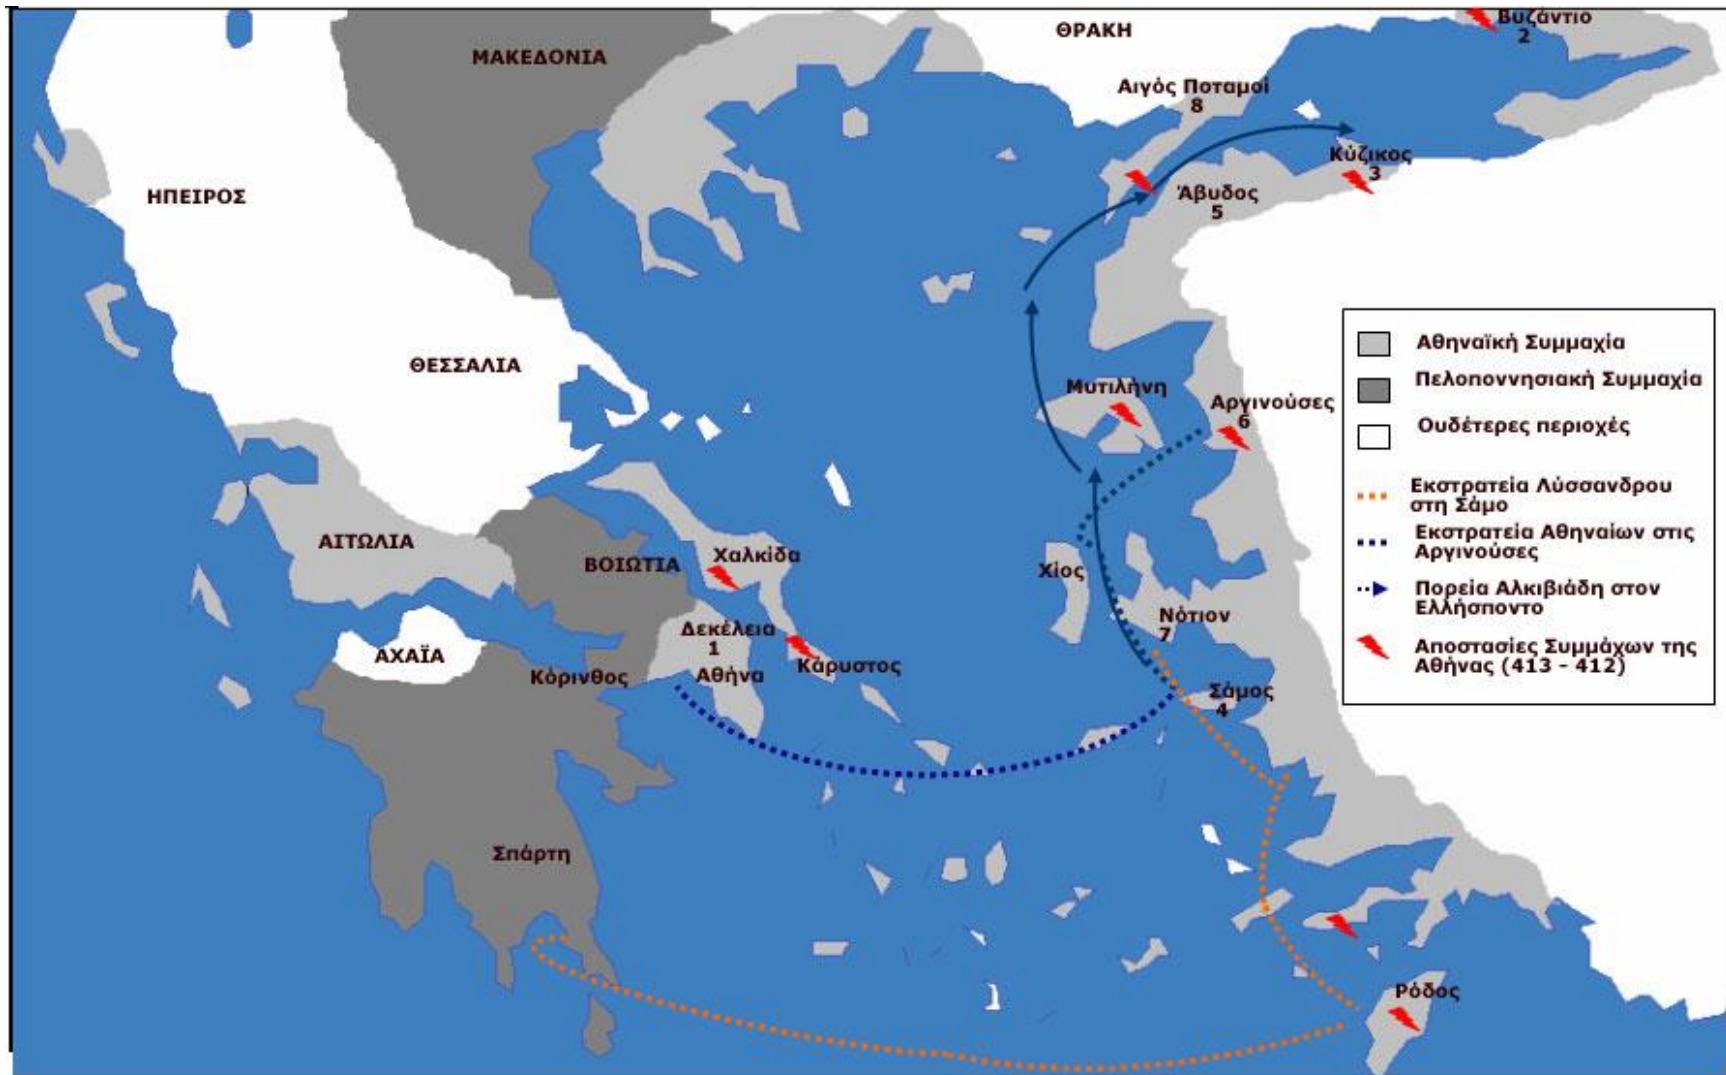 ΜΑΚΕΔΟΝΙΑ
ΘΡΑΚΗ
Βυζάντιο
2
Αιγός Ποταμοί
8
Κύζικος
3
Άβυδος
5
ΗΠΕΙΡΟΣ
ΘΕΣΣΑΛΙΑ
Μυτιλήνη
Αργινούσες
6
ΑΙΤΩΛΙΑ
ΒΟΙΩΤΙΑ
Χαλκίδα
Χίος
Νότιον
7
Δεκέλεια
1
Αθήνα
ΑΧΑΪΑ
Κόρινθος
Κάρυστος
Σάμος
4
Σπάρτη
Ρόδος
Αθηναϊκή Συμμαχία
Πελοποννησιακή Συμμαχία
Ουδέτερες περιοχές
Εκστρατεία Λύσσανδρου
στη Σάμο
Εκστρατεία Αθηναίων στις
Αργινούσες
Πορεία Αλκιβιάδη στον
Ελλήσποντο
Αποστασίες Συμμάχων της
Αθήνας (413 - 412)